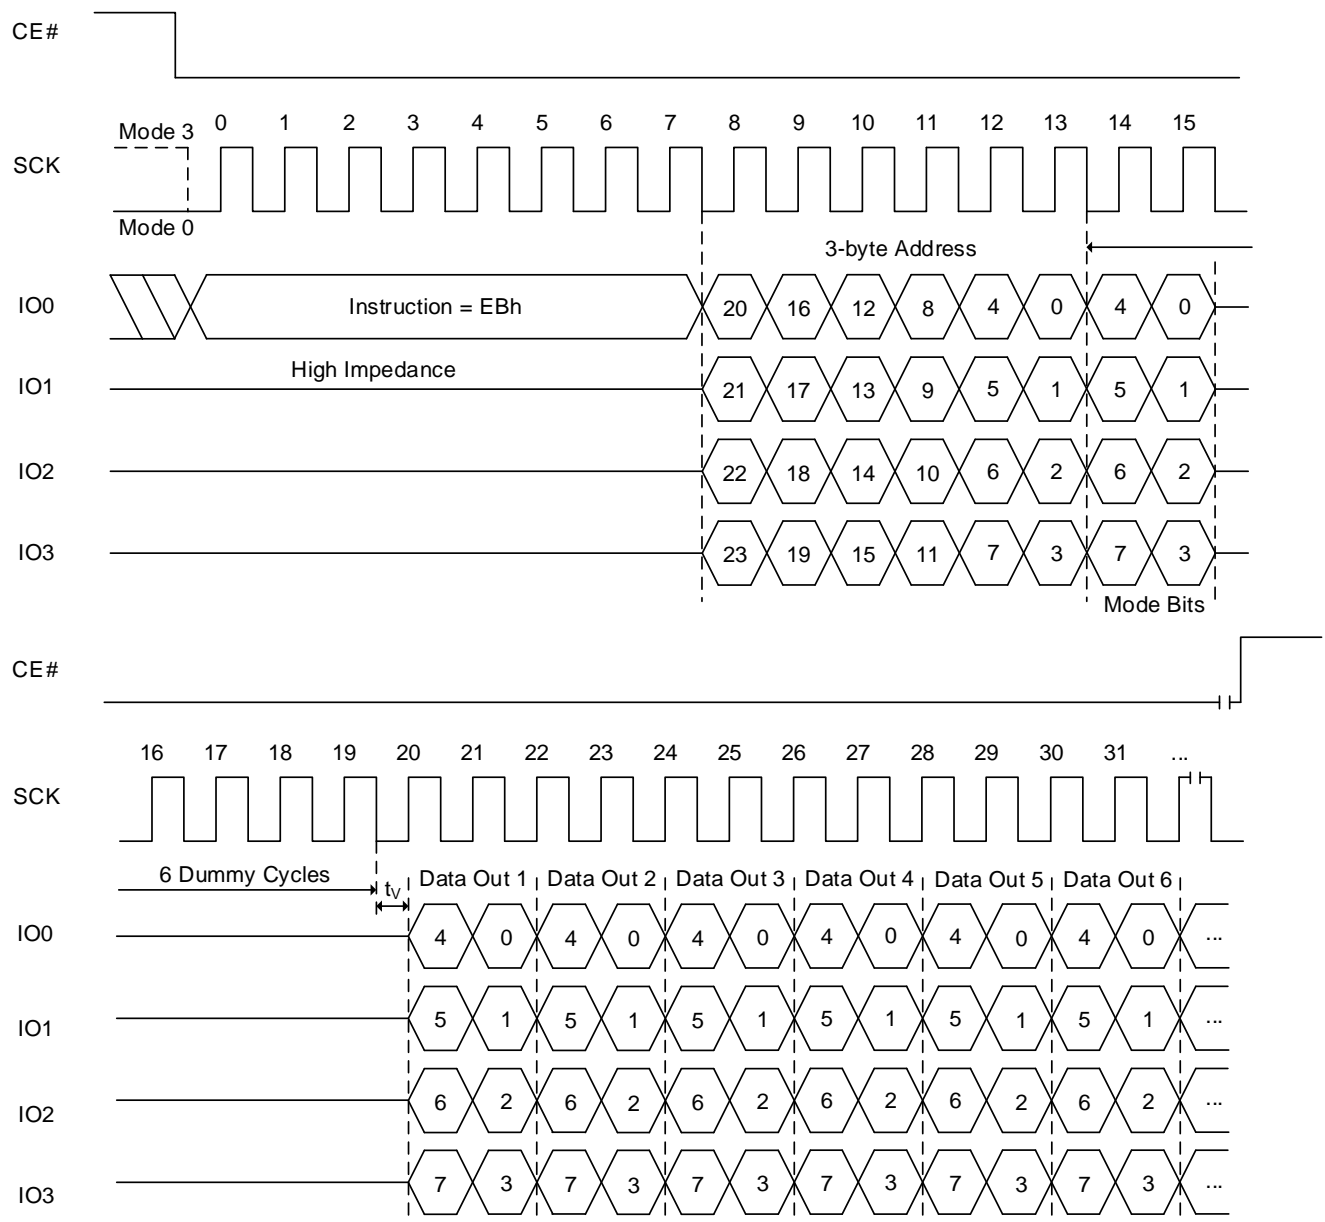 CE#
Mode 3 0 1 2 3 4 5 6 7 8 9 10 11 12 13 14 15
SCK
Mode 0
3-byte Address
IO0 Instruction = EBh 20 16 12 8 4 0 4 0
High Impedance
IO1 21 17 13 9 5 1 5 1
IO2 22 18 14 10 6 2 6 2
IO3 23 19 15 11 7 3 7 3
Mode Bits
CE#
16 17 18 19 20 21 22 23 24 25 26 27 28 29 30 31 ...
SCK
6 Dummy Cycles tV Data Out 1 Data Out 2 Data Out 3 Data Out 4 Data Out 5 Data Out 6
IO0 4 0 4 0 4 0 4 0 4 0 4 0 ...
IO1 5 1 5 1 5 1 5 1 5 1 5 1 ...
IO2 6 2 6 2 6 2 6 2 6 2 6 2 ...
IO3 7 3 7 3 7 3 7 3 7 3 7 3 ...